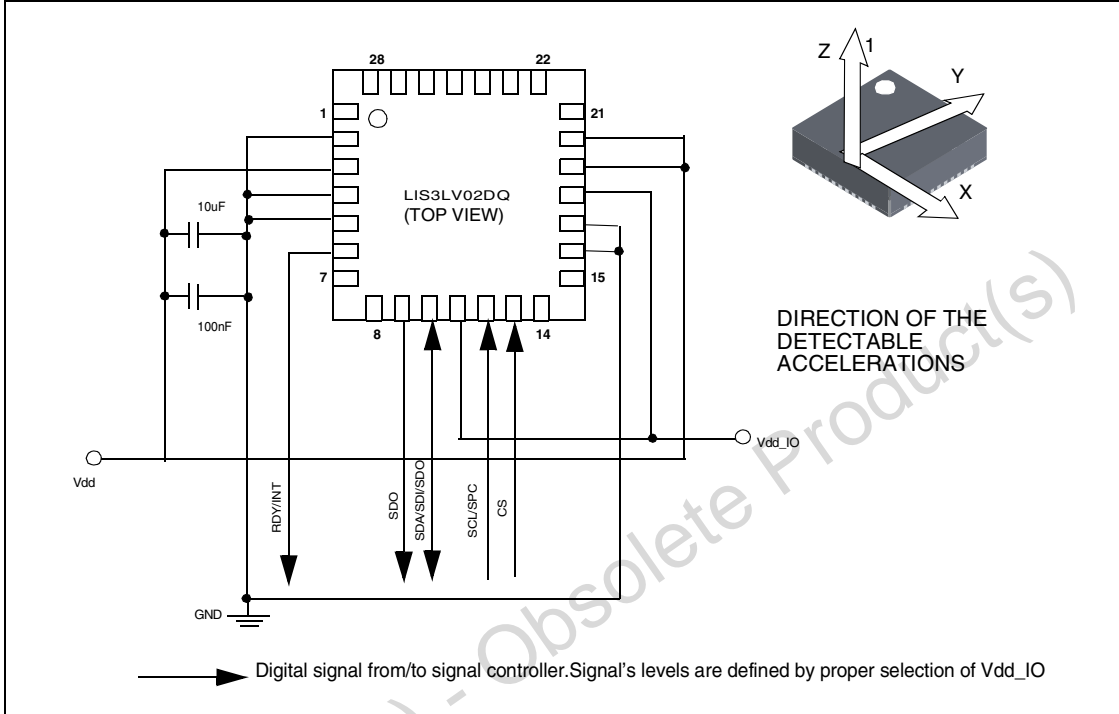 28
22
Z
1
Y
1
21
LIS3LV02DQ
(TOP VIEW)
X
10uF
7
15
100nF
8
14
DIRECTION OF THE
DETECTABLE
ACCELERATIONS
Vdd_IO
Vdd
RDY/INT
SDO
SDA/SDI/SDO
SCL/SPC
CS
GND
Digital signal from/to signal controller.Signal's levels are defined by proper selection of Vdd_IO
) - Obsolete Product(s)